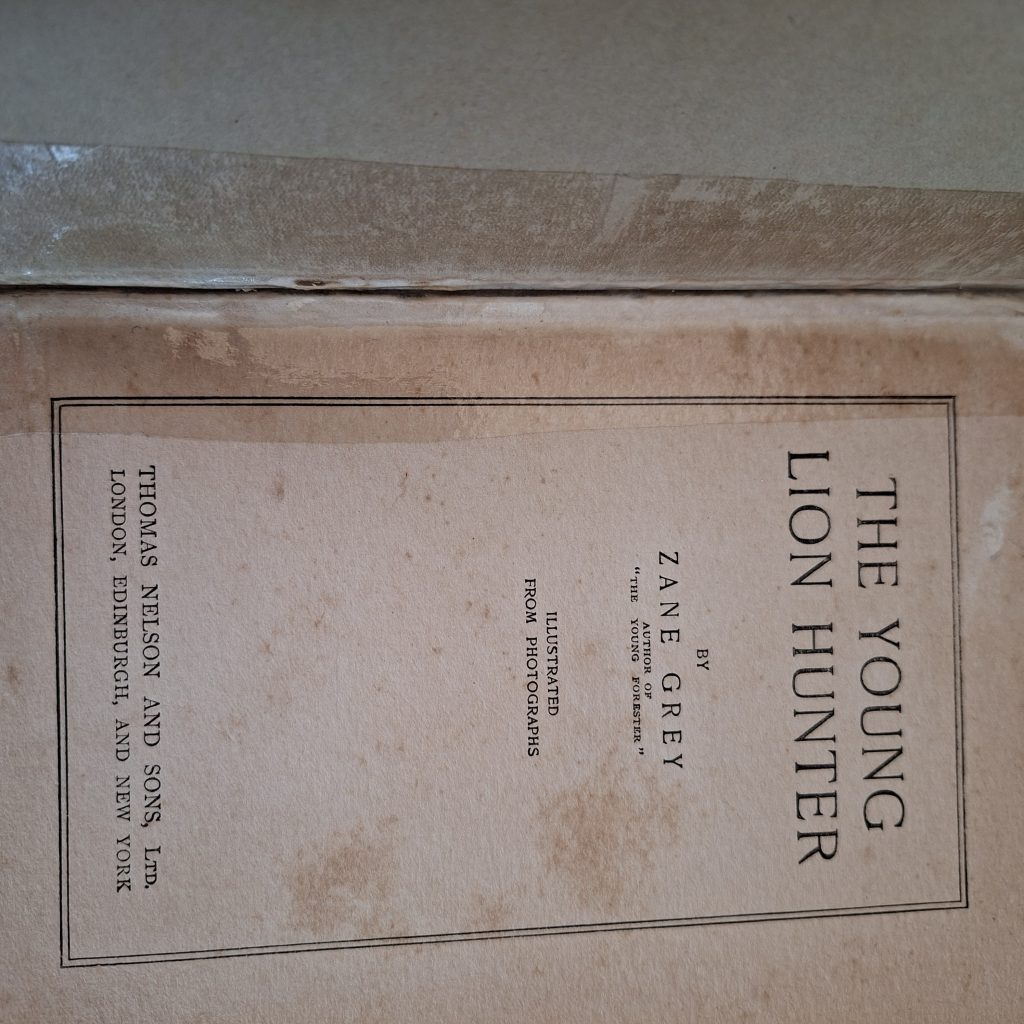 THE YOUNG
LION HUNTER
BY
ZANE GREY
AUTHOR OF
"THE YOUNG FORESTER"
ILLUSTRATED
FROM PHOTOGRAPHS
THOMAS NELSON AND SONS, LTD.
LONDON, EDINBURGH, AND NEW YORK